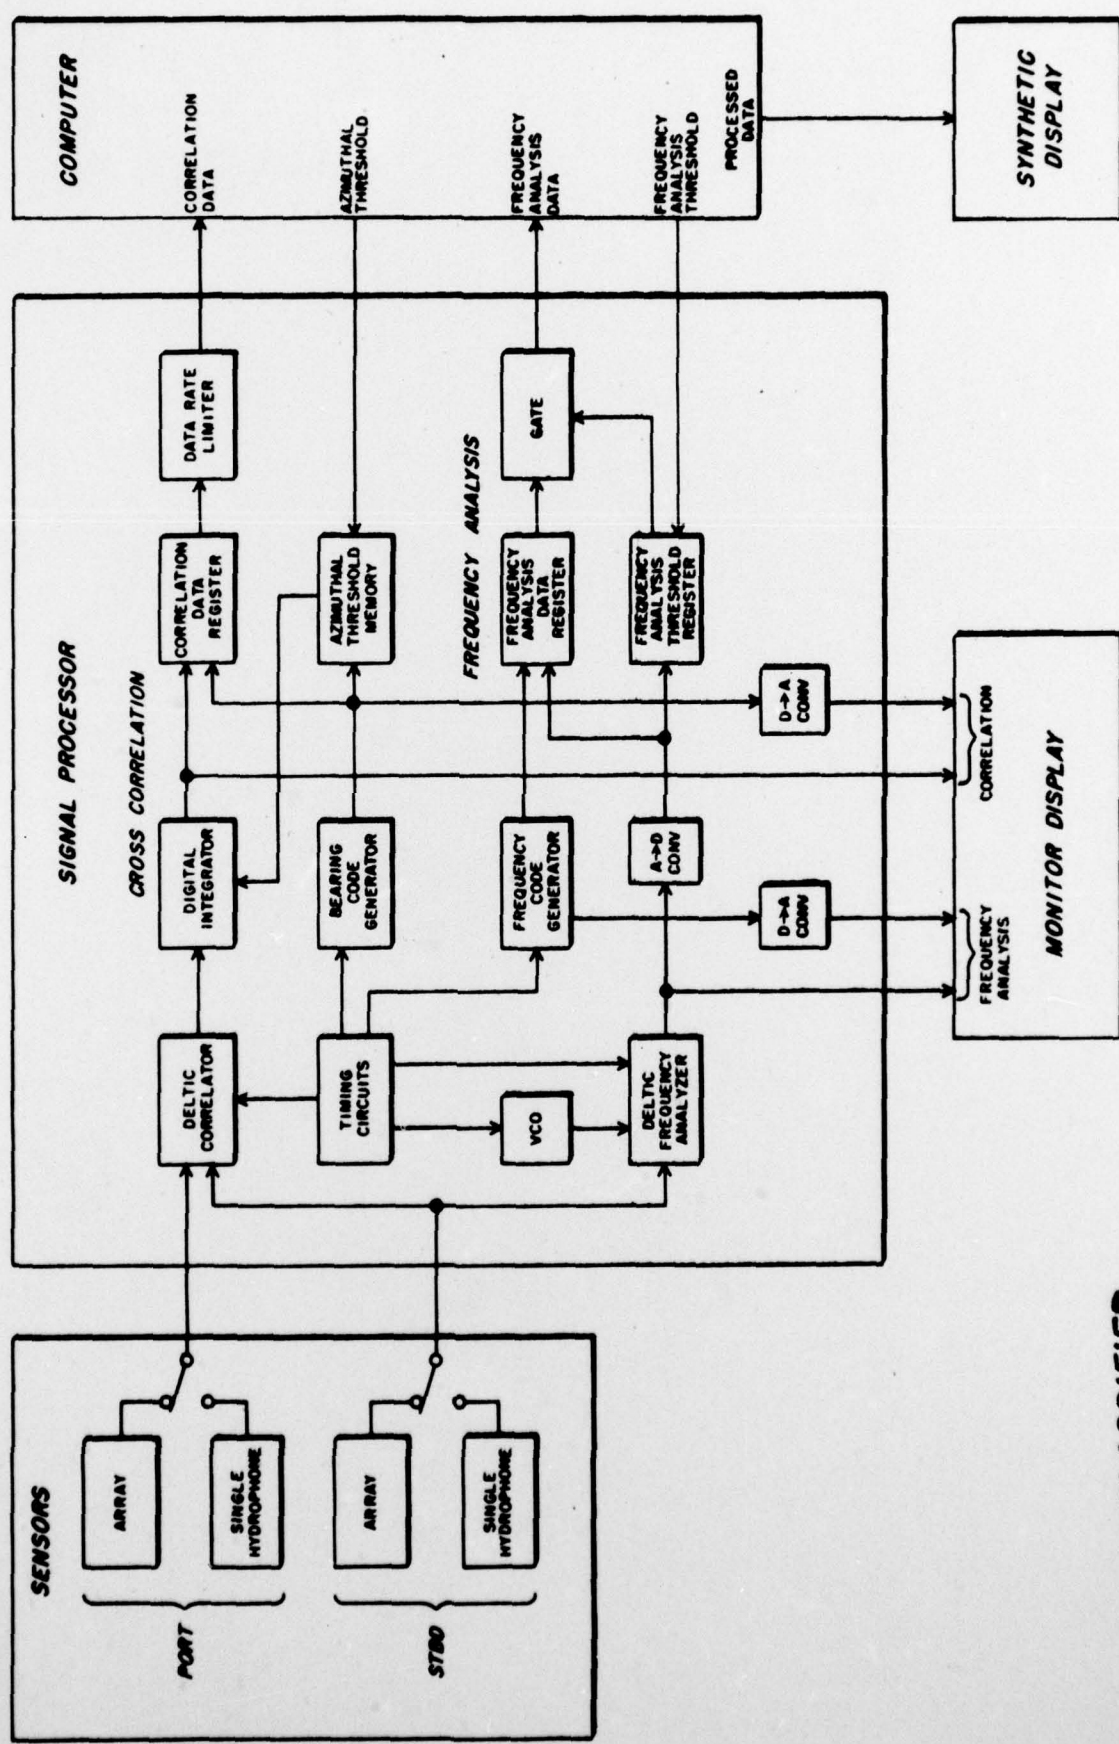 SENSORS
PORT
ARRAY
SINGLE
HYDROPHONE
STBD
ARRAY
SINGLE
HYDROPHONE
SIGNAL PROCESSOR
CROSS CORRELATION
DELTIC
CORRELATOR
DIGITAL
INTEGRATOR
CORRELATION
DATA
REGISTER
DATA RATE
LIMITER
TIMING
CIRCUITS
BEARING
CODE
GENERATOR
AZIMUTHAL
THRESHOLD
MEMORY
FREQUENCY ANALYSIS
VCO
FREQUENCY
CODE
GENERATOR
FREQUENCY
ANALYSIS
DATA
REGISTER
GATE
DELTIC
FREQUENCY
ANALYZER
A→D
CONV
FREQUENCY
ANALYSIS
THRESHOLD
REGISTER
D→A
CONV
D→A
CONV
COMPUTER
CORRELATION
DATA
AZIMUTHAL
THRESHOLD
FREQUENCY
ANALYSIS
DATA
FREQUENCY
ANALYSIS
THRESHOLD
PROCESSED
DATA
FREQUENCY
ANALYSIS
CORRELATION
MONITOR DISPLAY
SYNTHETIC
DISPLAY